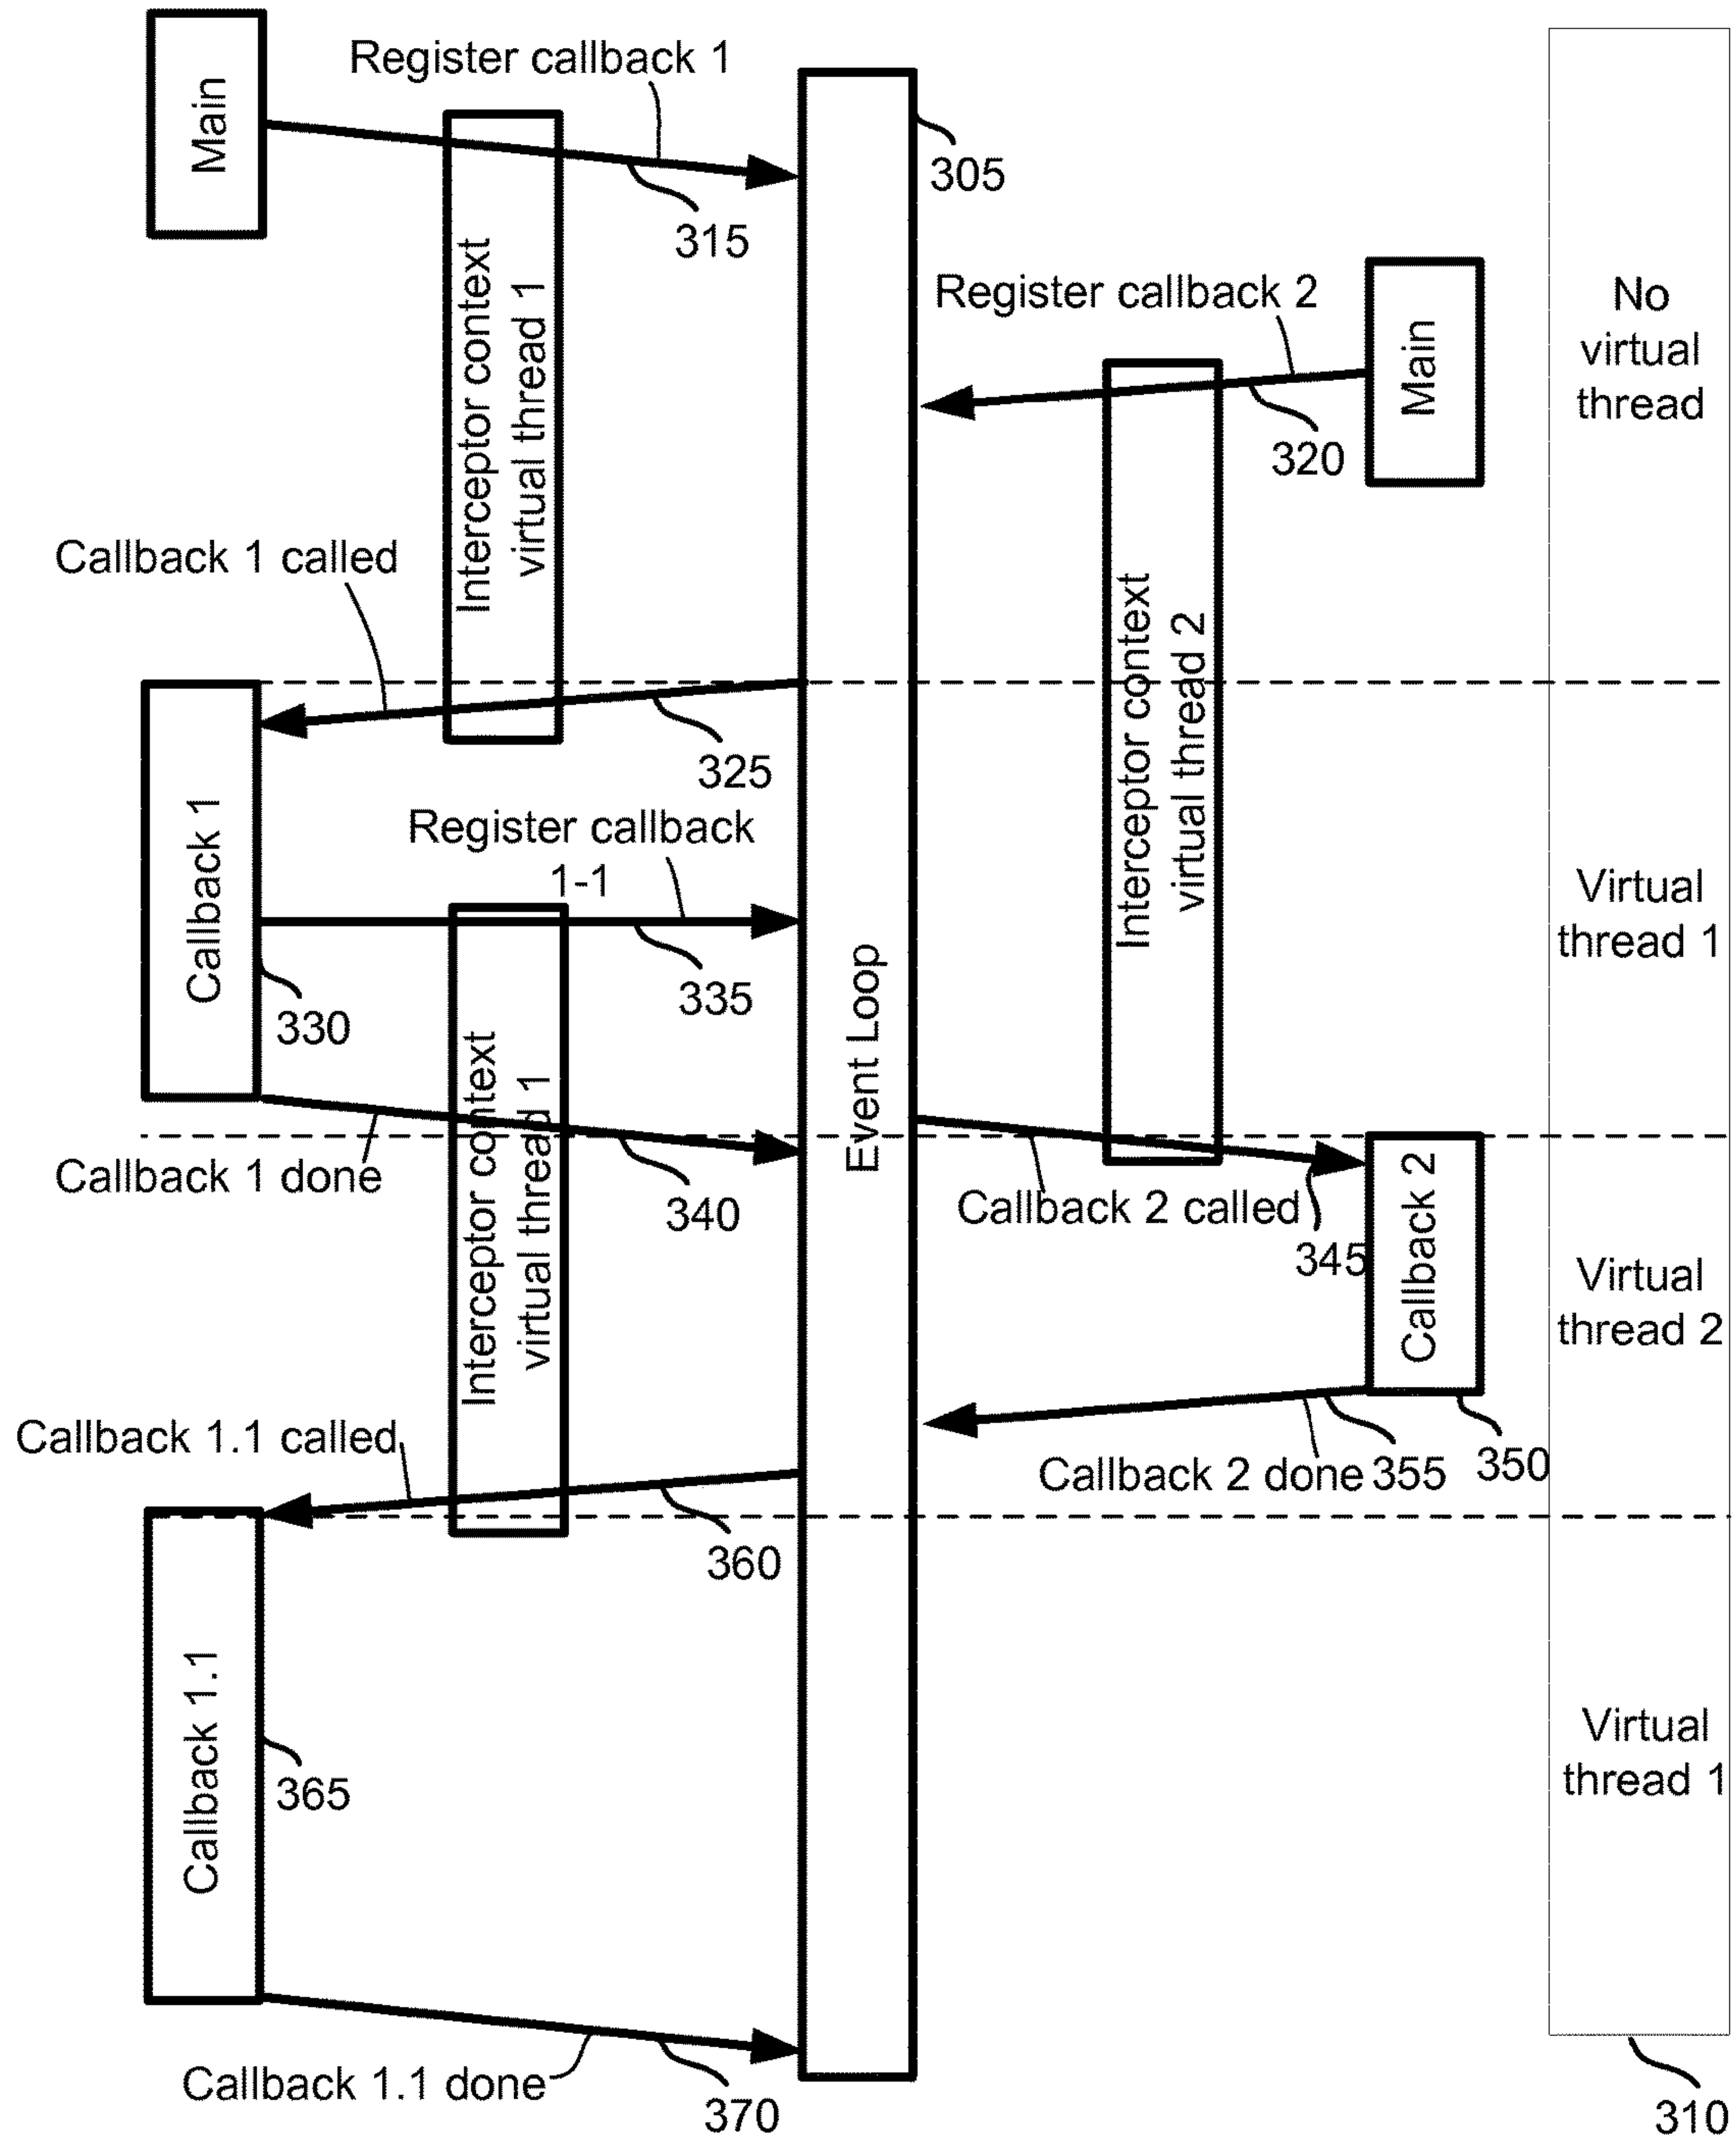 Main
Register callback 1
305
315
Interceptor context
virtual thread 1
Register callback 2
Main
320
No
virtual
thread
Callback 1 called
Interceptor context
virtual thread 2
325
Callback 1
Register callback
1-1
330
335
Virtual
thread 1
Event Loop
Interceptor context
virtual thread 1
Callback 1 done
340
Callback 2 called
345
Callback 2
Virtual
thread 2
Callback 1.1 called
Callback 2 done
355
350
360
Callback 1.1
365
Virtual
thread 1
Callback 1.1 done
370
310